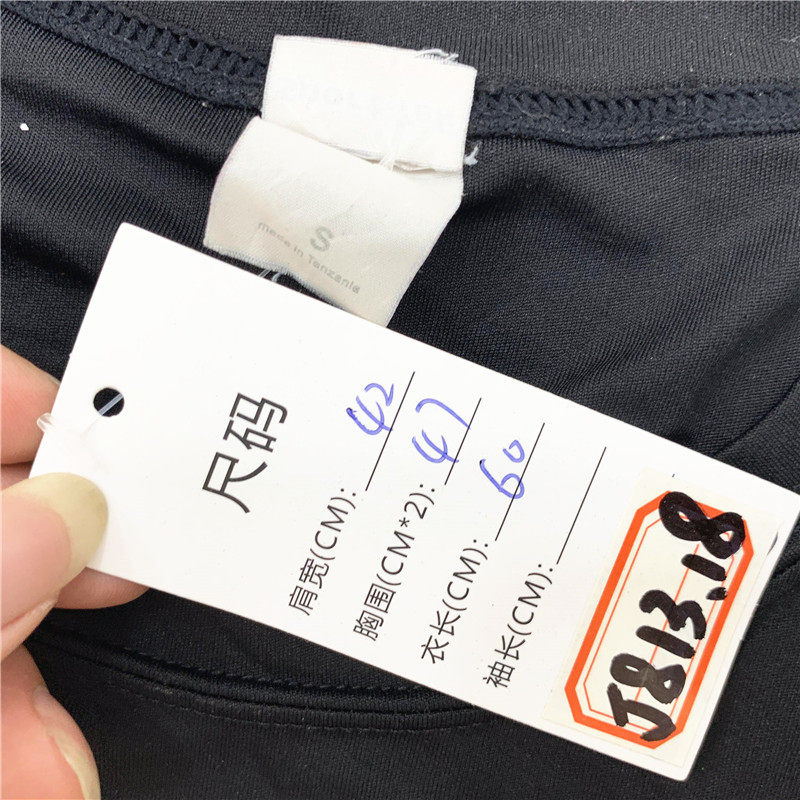 S
made in Tanzania
尺码
肩宽(CM): 42
胸围(CM*2): 47
衣长(CM): 60
袖长(CM):
J813.18